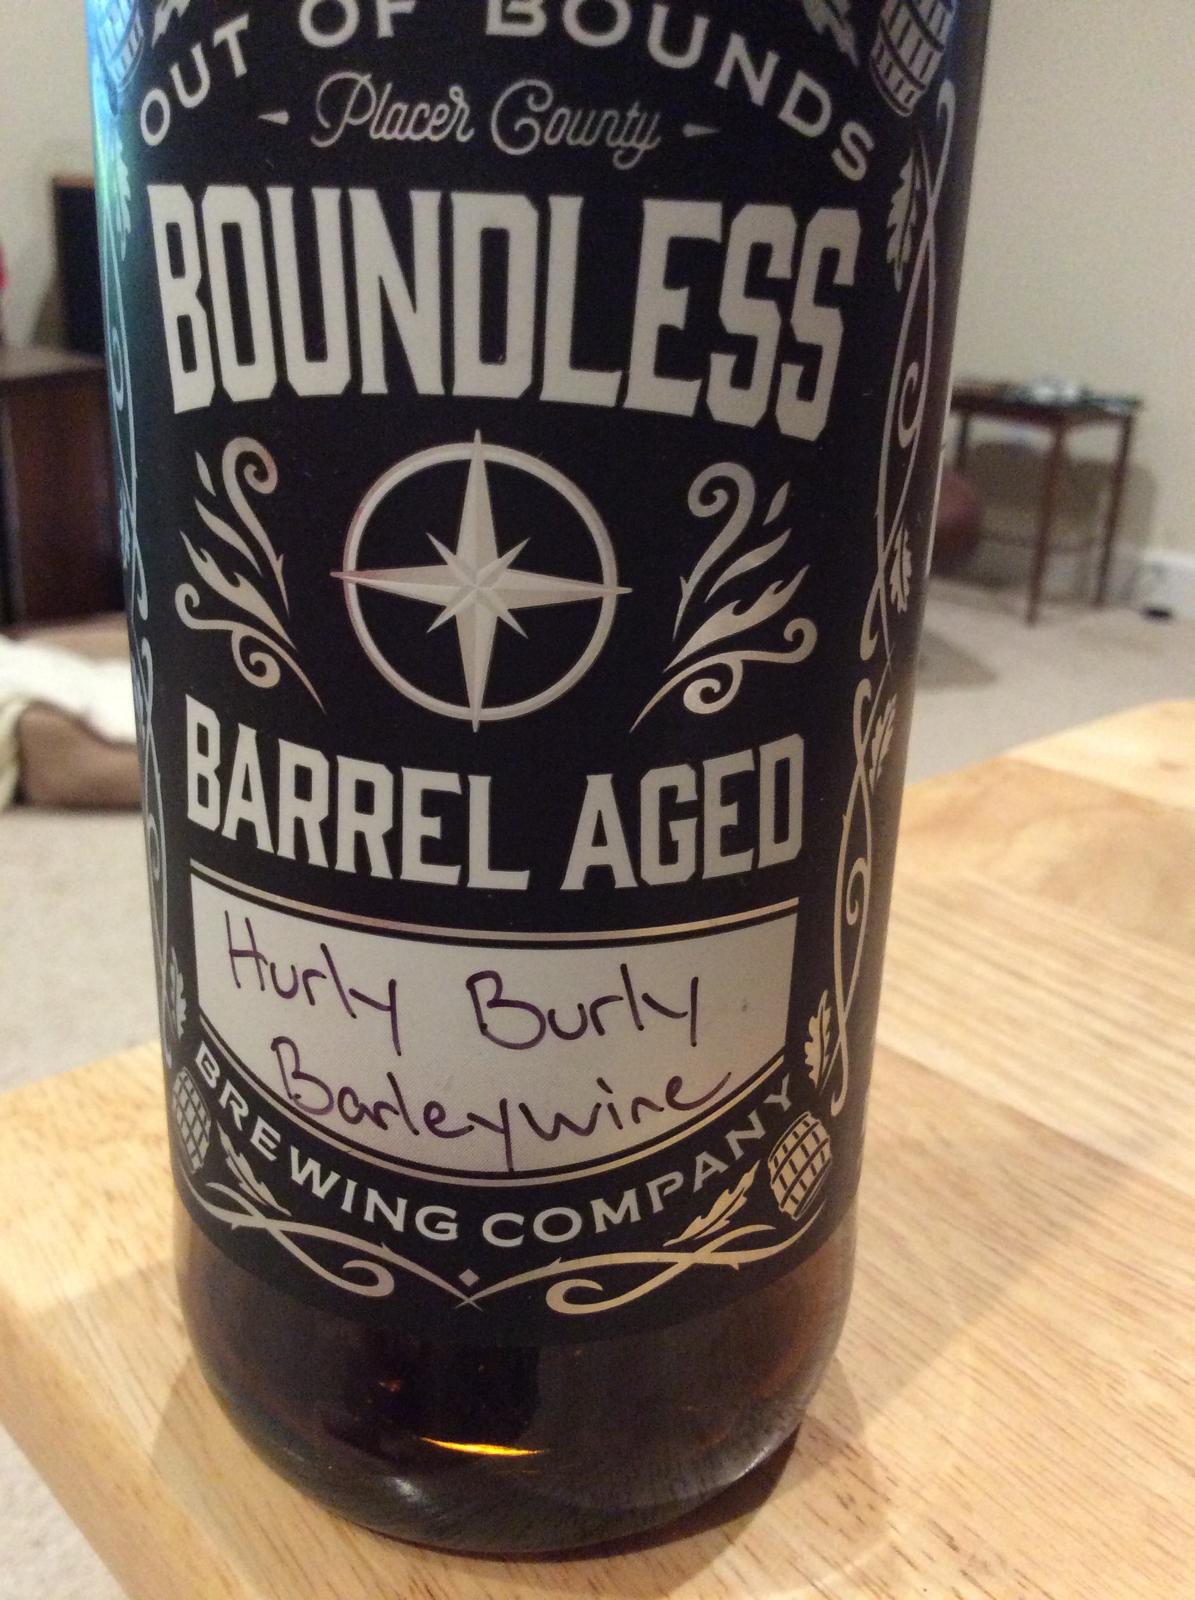 OUT OF BOUNDS
- Placer County -
BOUNDLESS
BARREL AGED
Hurly Burly
Barleywine
BREWING COMPANY